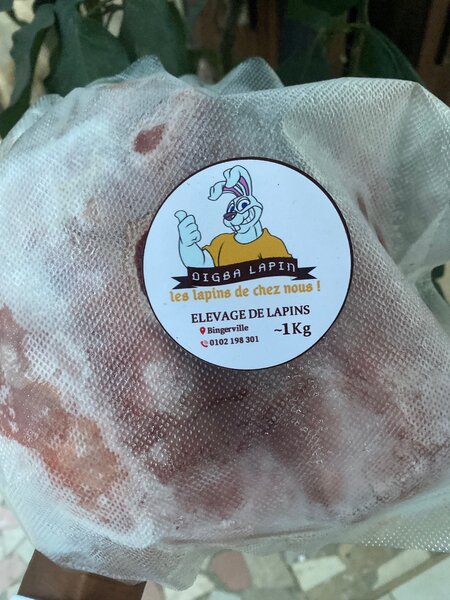 DIGBA LAPIN
les lapins de chez nous !
ELEVAGE DE LAPINS
Bingerville ~1Kg
0102 198 301